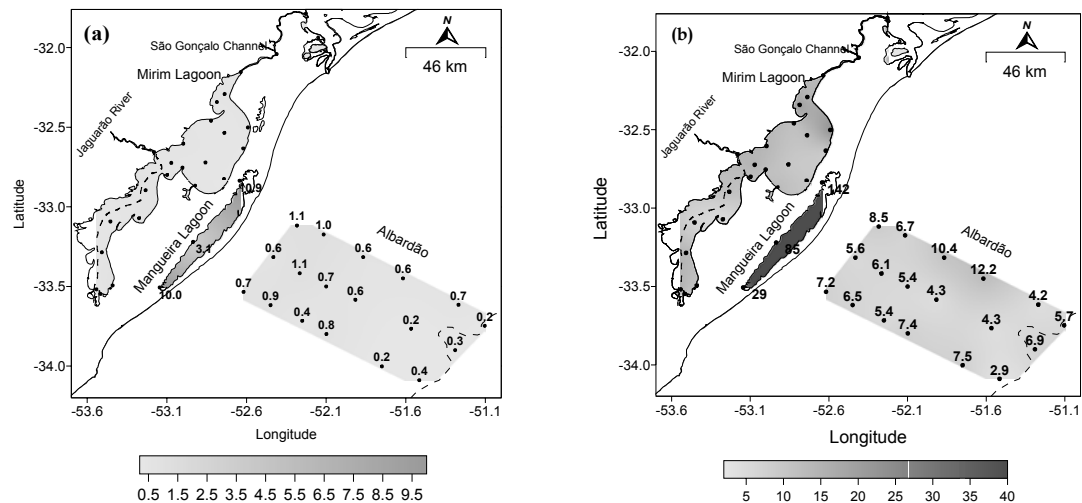 (a)
N
46 km
São Gonçalo Channel
Mirim Lagoon
Jaguarão River
Mangueira Lagoon
Albardão
-32.0
-32.5
-33.0
-33.5
-34.0
Latitude
0.9
3.1
10.0
1.1
1.0
0.6
0.6
1.1
0.6
0.7
0.7
0.9
0.6
0.7
0.2
0.4
0.8
0.2
0.3
0.2
0.4
-53.6
-53.1
-52.6
-52.1
-51.6
-51.1
Longitude
0.5 1.5 2.5 3.5 4.5 5.5 6.5 7.5 8.5 9.5
(b)
N
46 km
São Gonçalo Channel
Mirim Lagoon
Jaguarão River
Mangueira Lagoon
Albardão
-32.0
-32.5
-33.0
-33.5
-34.0
Latitude
142
85
29
8.5
6.7
5.6
10.4
6.1
12.2
7.2
5.4
6.5
4.3
4.2
5.4
7.4
4.3
5.7
6.9
7.5
2.9
-53.6
-53.1
-52.6
-52.1
-51.6
-51.1
Longitude
5 10 15 20 25 30 35 40